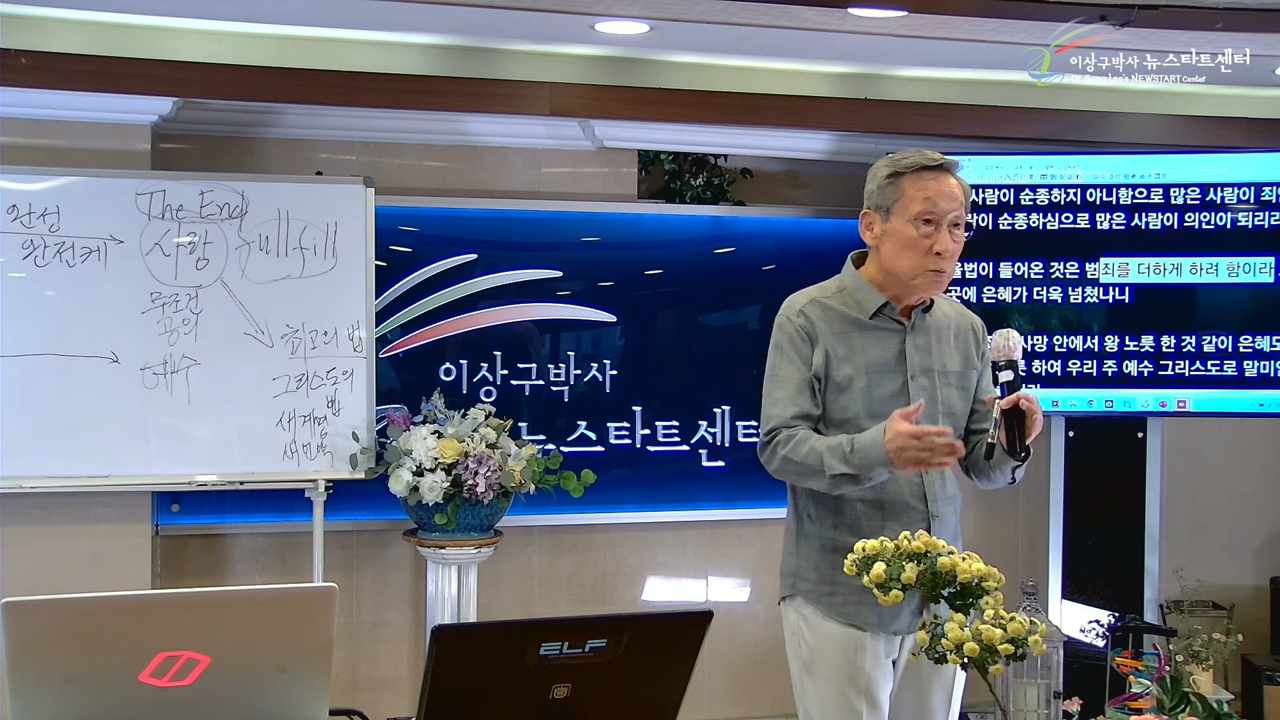 이상구박사 뉴스타트센터
Dr. Sang Lee's NEWSTART Center
완성
완전케
The End
사랑
fullfill
무조건
공의
예수
최고의 법
그리스도의
법
새계명
새언약
이상구박사
뉴스타트센터
사람이 순종하지 아니함으로 많은 사람이 죄인
이 순종하심으로 많은 사람이 의인이 되리라
율법이 들어온 것은 범죄를 더하게 하려 함이라
곳에 은혜가 더욱 넘쳤나니
사망 안에서 왕 노릇 한 것 같이 은혜도
하여 우리 주 예수 그리스도로 말미암
ELF